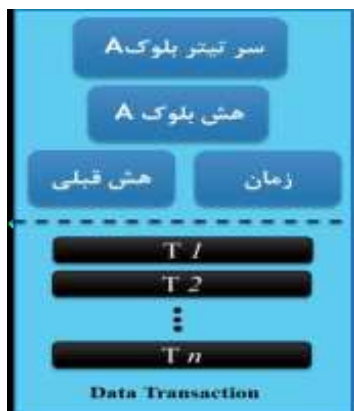 سر تیتر بلوکA
هش بلوک A
زمان هش قبلی
T 1
T 2
T n
Data Transaction